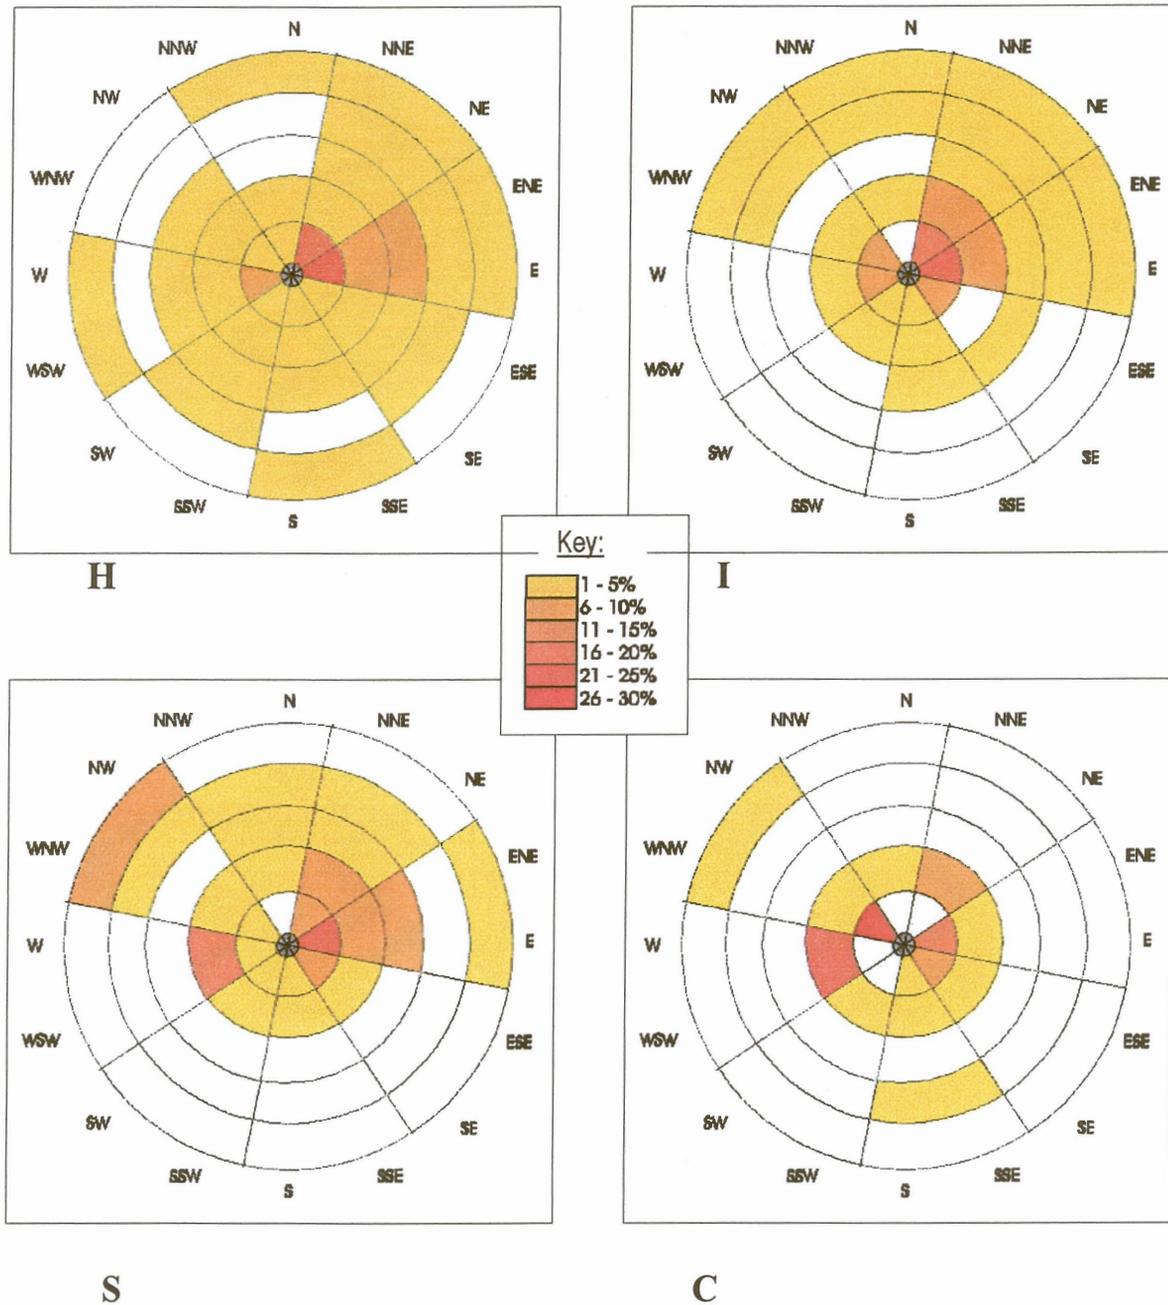 N
NNW
NNE
NW
NE
WNW
ENE
W
E
WSW
ESE
SW
SE
SSW
SSE
S
H
N
NNW
NNE
NW
NE
WNW
ENE
W
E
WSW
ESE
SW
SE
SSW
SSE
S
I
Key:
1 - 5%
6 - 10%
11 - 15%
16 - 20%
21 - 25%
26 - 30%
N
NNW
NNE
NW
NE
WNW
ENE
W
E
WSW
ESE
SW
SE
SSW
SSE
S
S
N
NNW
NNE
NW
NE
WNW
ENE
W
E
WSW
ESE
SW
SE
SSW
SSE
S
C